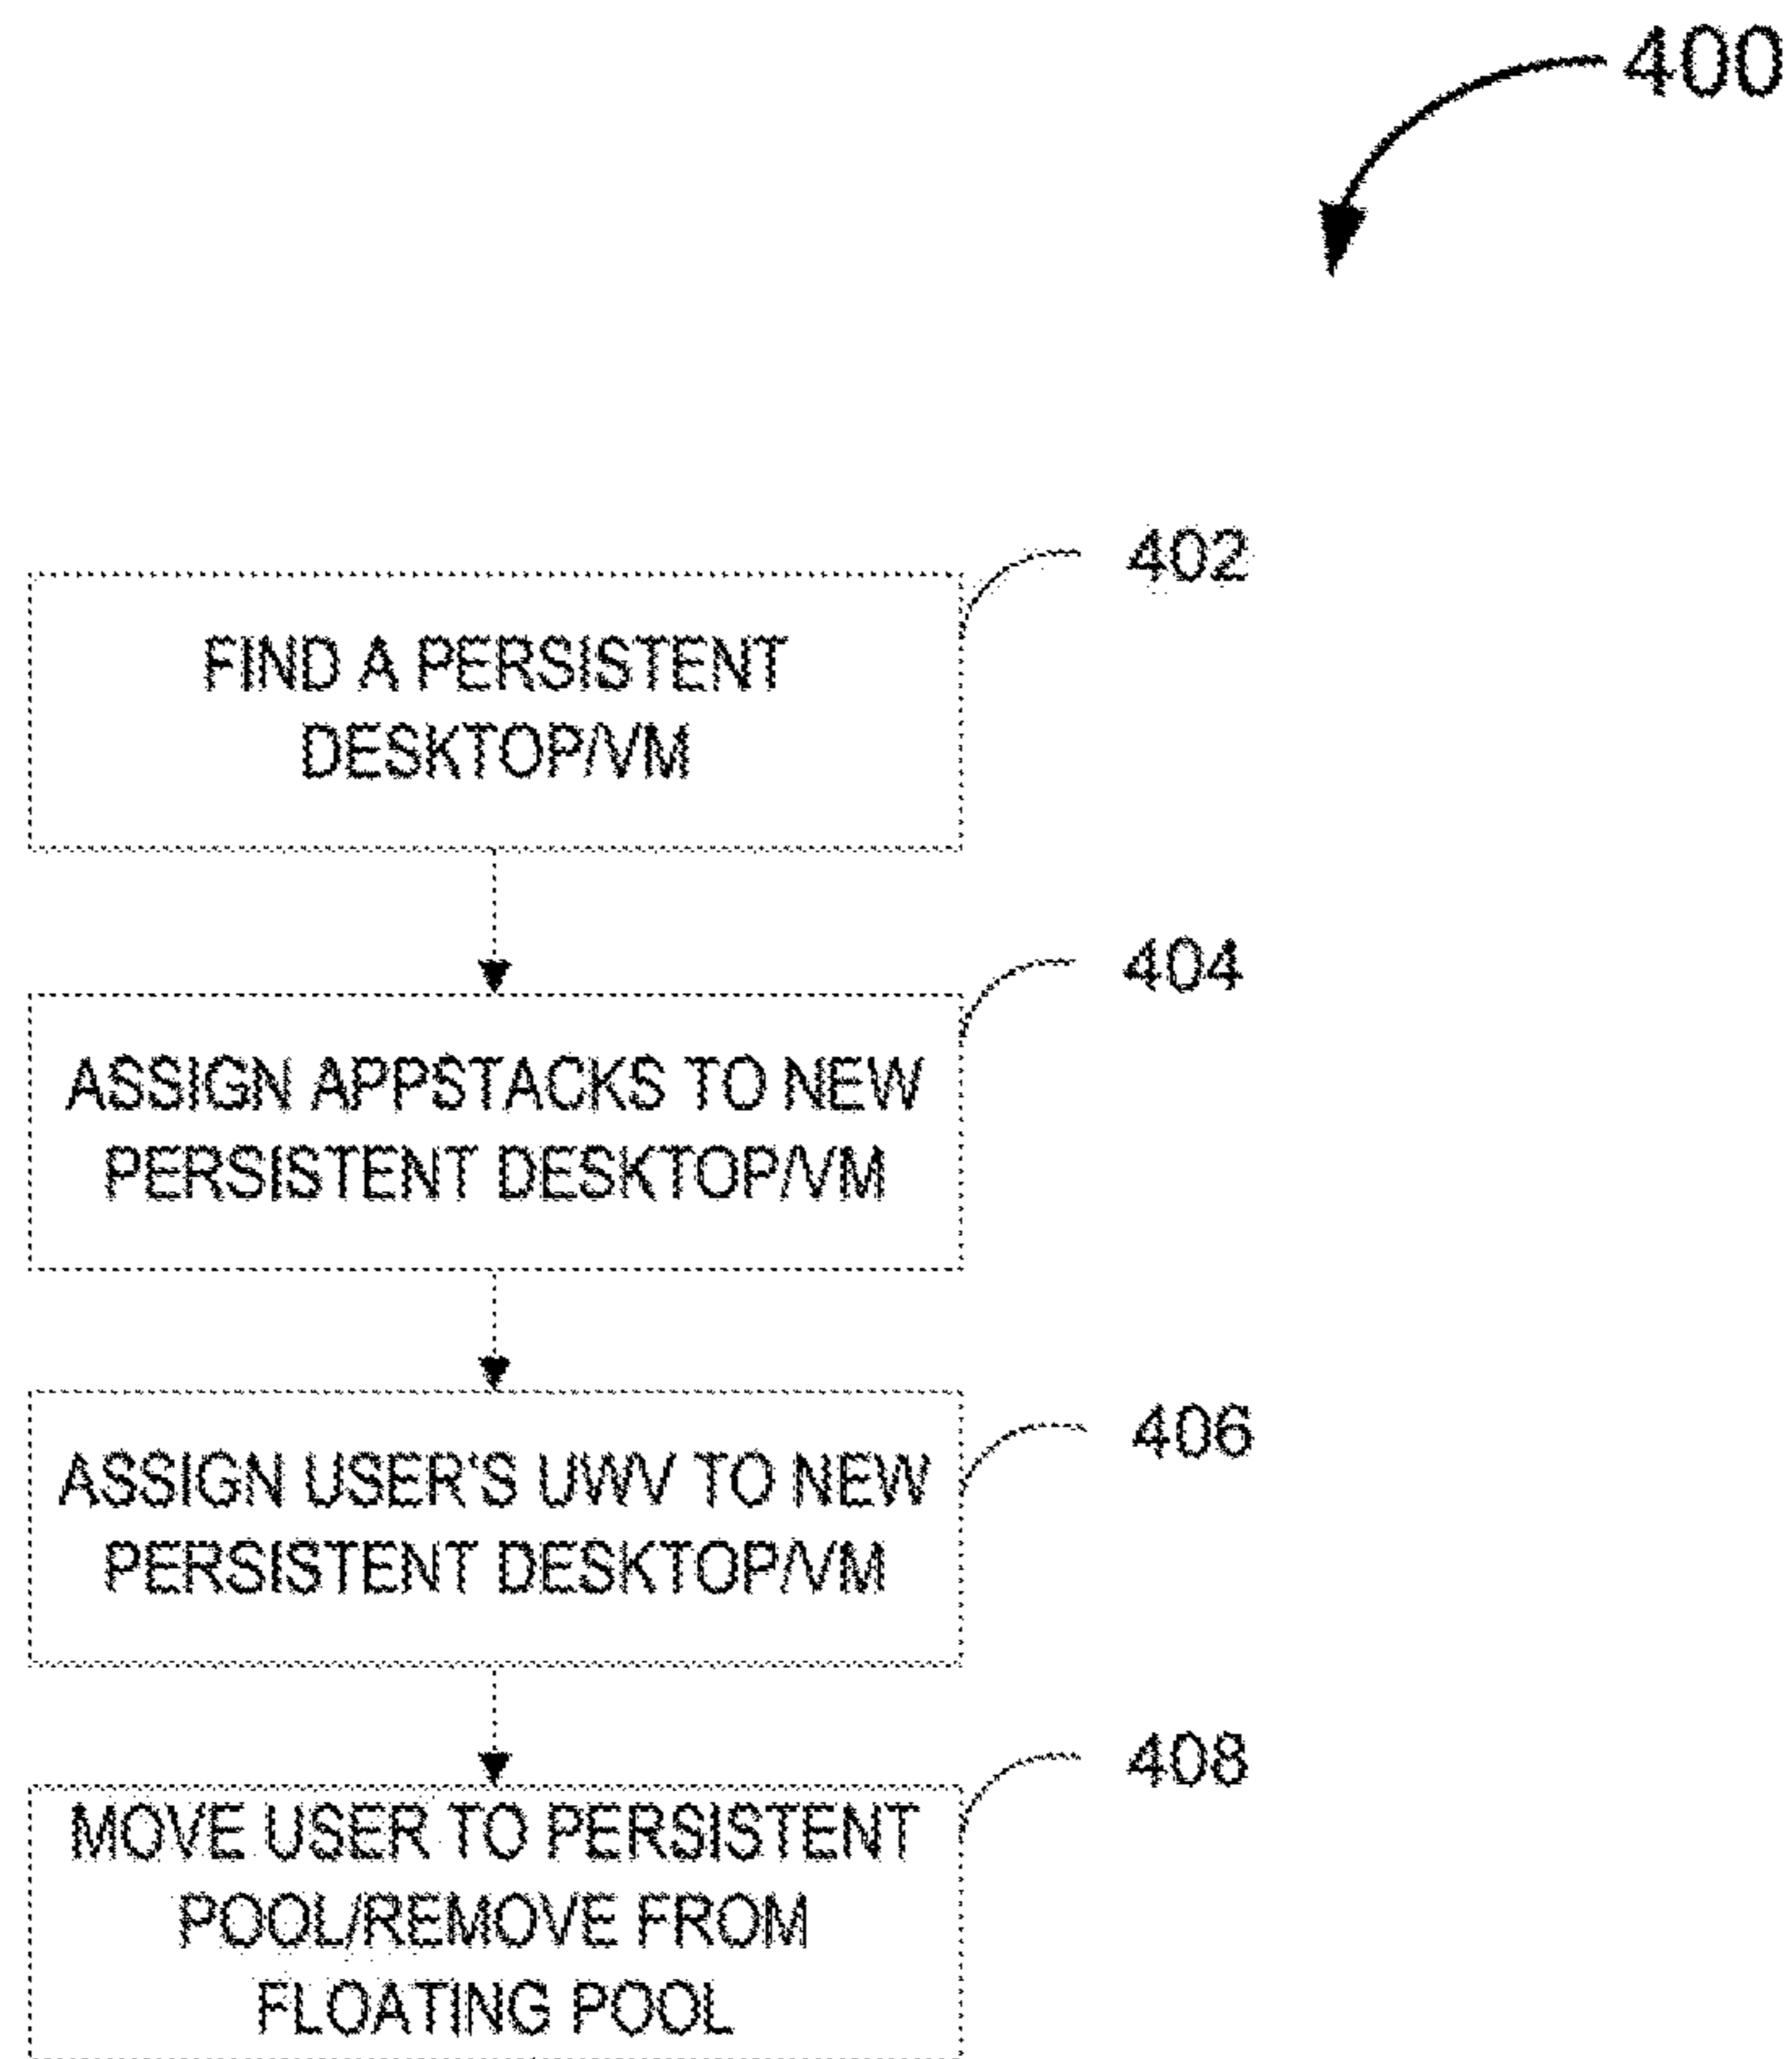 400
402
FIND A PERSISTENT
DESKTOP/VM
404
ASSIGN APPSTACKS TO NEW
PERSISTENT DESKTOP/VM
406
ASSIGN USER'S UWV TO NEW
PERSISTENT DESKTOP/VM
408
MOVE USER TO PERSISTENT
POOL/REMOVE FROM
FLOATING POOL